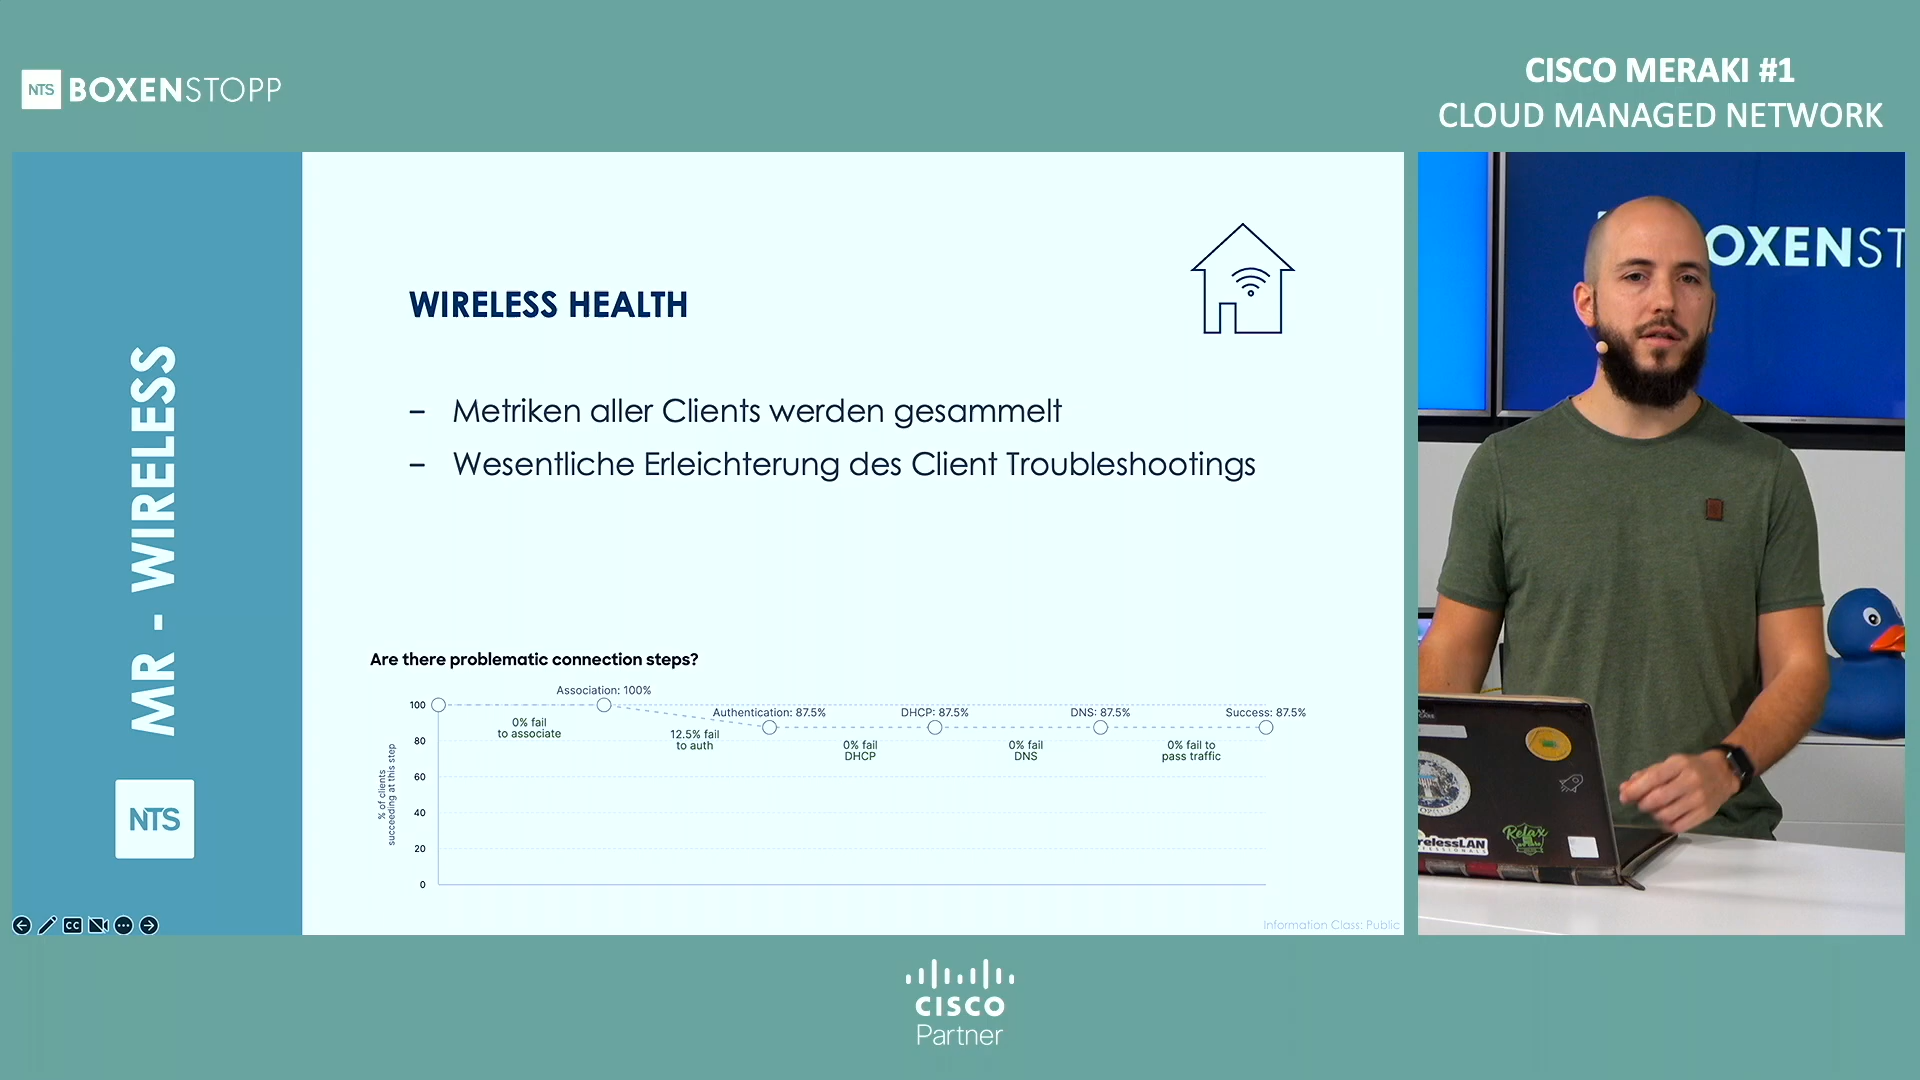 NTS BOXENSTOPP
CISCO MERAKI #1
CLOUD MANAGED NETWORK
MR - WIRELESS
NTS
WIRELESS HEALTH
– Metriken aller Clients werden gesammelt
– Wesentliche Erleichterung des Client Troubleshootings
Are there problematic connection steps?
% of clients
succeeding at this step
100
80
60
40
20
0
Association: 100%
Authentication: 87.5%
DHCP: 87.5%
DNS: 87.5%
Success: 87.5%
0% fail
to associate
12.5% fail
to auth
0% fail
DHCP
0% fail
DNS
0% fail to
pass traffic
CC
Information Class: Public
OXENST
relessLAN
Relax
CISCO
Partner